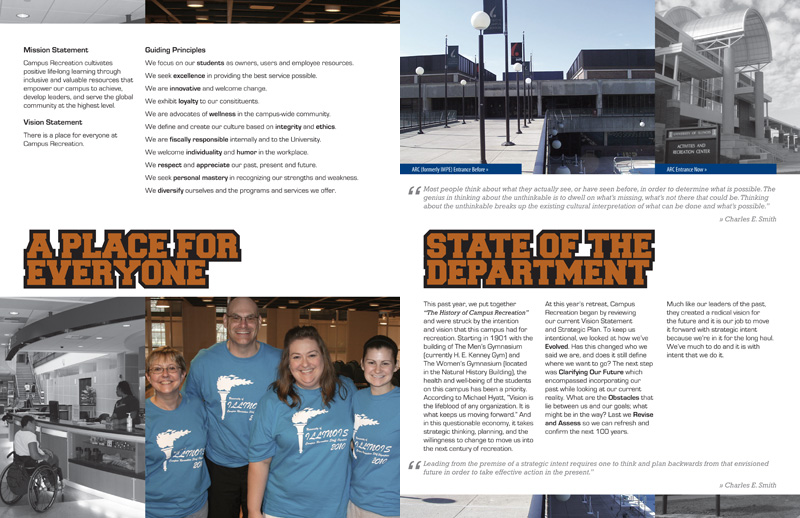 Mission Statement
Campus Recreation cultivates
positive life-long learning through
inclusive and valuable resources that
empower our campus to achieve,
develop leaders, and serve the global
community at the highest level.
Vision Statement
There is a place for everyone at
Campus Recreation.
Guiding Principles
We focus on our students as owners, users and employee resources.
We seek excellence in providing the best service possible.
We are innovative and welcome change.
We exhibit loyalty to our constituents.
We are advocates of wellness in the campus-wide community.
We define and create our culture based on integrity and ethics.
We are fiscally responsible internally and to the University.
We welcome individuality and humor in the workplace.
We respect and appreciate our past, present and future.
We seek personal mastery in recognizing our strengths and weakness.
We diversify ourselves and the programs and services we offer.
A PLACE FOR
EVERYONE
ILLINOIS
2010
ILLINOIS
2010
ILLINOIS
2010
UNIVERSITY OF ILLINOIS
ACTIVITIES AND
RECREATION CENTER
ARC (formerly IMPE) Entrance Before »
ARC Entrance Now »
“Most people think about what they actually see, or have seen before, in order to determine what is possible. The
genius in thinking about the unthinkable is to dwell on what's missing, what's not there that could be. Thinking
about the unthinkable breaks up the existing cultural interpretation of what can be done and what's possible.”
» Charles E. Smith
STATE OF THE
DEPARTMENT
This past year, we put together
“The History of Campus Recreation”
and were struck by the intention
and vision that this campus had for
recreation. Starting in 1901 with the
building of The Men's Gymnasium
(currently H. E. Kenney Gym) and
The Women's Gymnasium (located
in the Natural History Building), the
health and well-being of the students
on this campus has been a priority.
According to Michael Hyatt, “Vision is
the lifeblood of any organization. It is
what keeps us moving forward.” And
in this questionable economy, it takes
strategic thinking, planning, and the
willingness to change to move us into
the next century of recreation.
At this year's retreat, Campus
Recreation began by reviewing
our current Vision Statement
and Strategic Plan. To keep us
intentional, we looked at how we've
Evolved. Has this changed who we
said we are, and does it still define
where we want to go? The next step
was Clarifying Our Future which
encompassed incorporating our
past while looking at our current
reality. What are the Obstacles that
lie between us and our goals; what
might be in the way? Last we Revise
and Assess so we can refresh and
confirm the next 100 years.
Much like our leaders of the past,
they created a radical vision for
the future and it is our job to move
it forward with strategic intent
because we're in it for the long haul.
We've much to do and it is with
intent that we do it.
“Leading from the premise of a strategic intent requires one to think and plan backwards from that envisioned
future in order to take effective action in the present.”
» Charles E. Smith